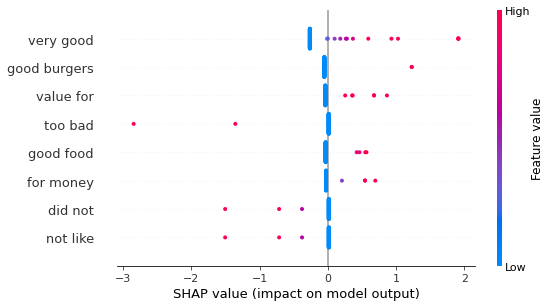 High
very good
good burgers
value for
too bad
good food
for money
did not
not like
Feature value
Low
−3 −2 −1 0 1 2
SHAP value (impact on model output)